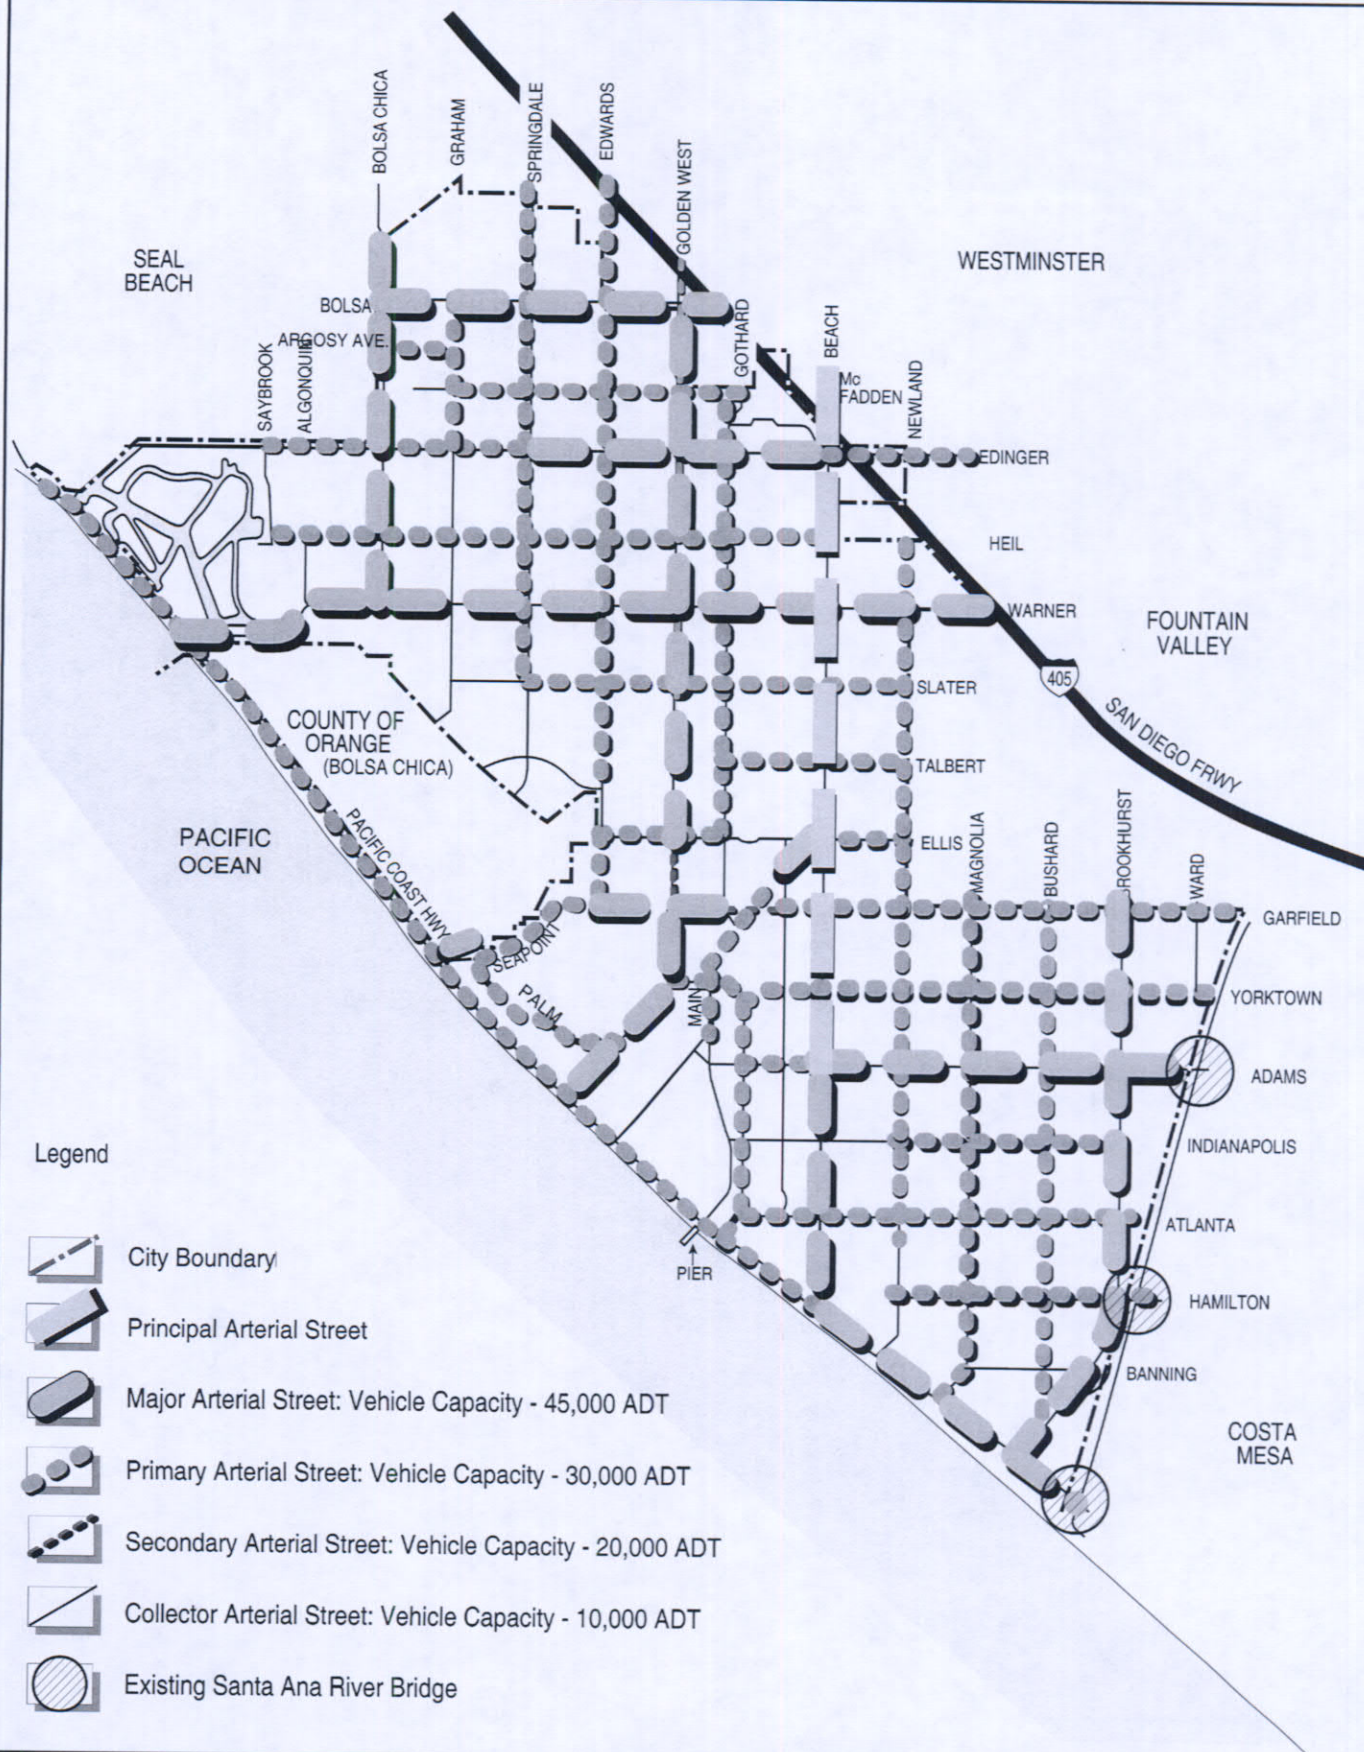 BOLSA CHICA
GRAHAM
SPRINGDALE
EDWARDS
GOLDEN WEST
SEAL
BEACH
WESTMINSTER
BOLSA
ARGOSY AVE.
SAYBROOK
ALGONQUIN
GOTHARD
BEACH
Mc
FADDEN
NEWLAND
EDINGER
HEIL
WARNER
FOUNTAIN
VALLEY
405
SAN DIEGO FRWY
SLATER
COUNTY OF
ORANGE
(BOLSA CHICA)
TALBERT
PACIFIC
OCEAN
PACIFIC COAST HWY
ELLIS
MAGNOLIA
BUSHARD
BROOKHURST
WARD
GARFIELD
SEAPOINT
PALM
MAIN
YORKTOWN
ADAMS
INDIANAPOLIS
ATLANTA
PIER
HAMILTON
BANNING
COSTA
MESA
Legend
City Boundary
Principal Arterial Street
Major Arterial Street: Vehicle Capacity - 45,000 ADT
Primary Arterial Street: Vehicle Capacity - 30,000 ADT
Secondary Arterial Street: Vehicle Capacity - 20,000 ADT
Collector Arterial Street: Vehicle Capacity - 10,000 ADT
Existing Santa Ana River Bridge